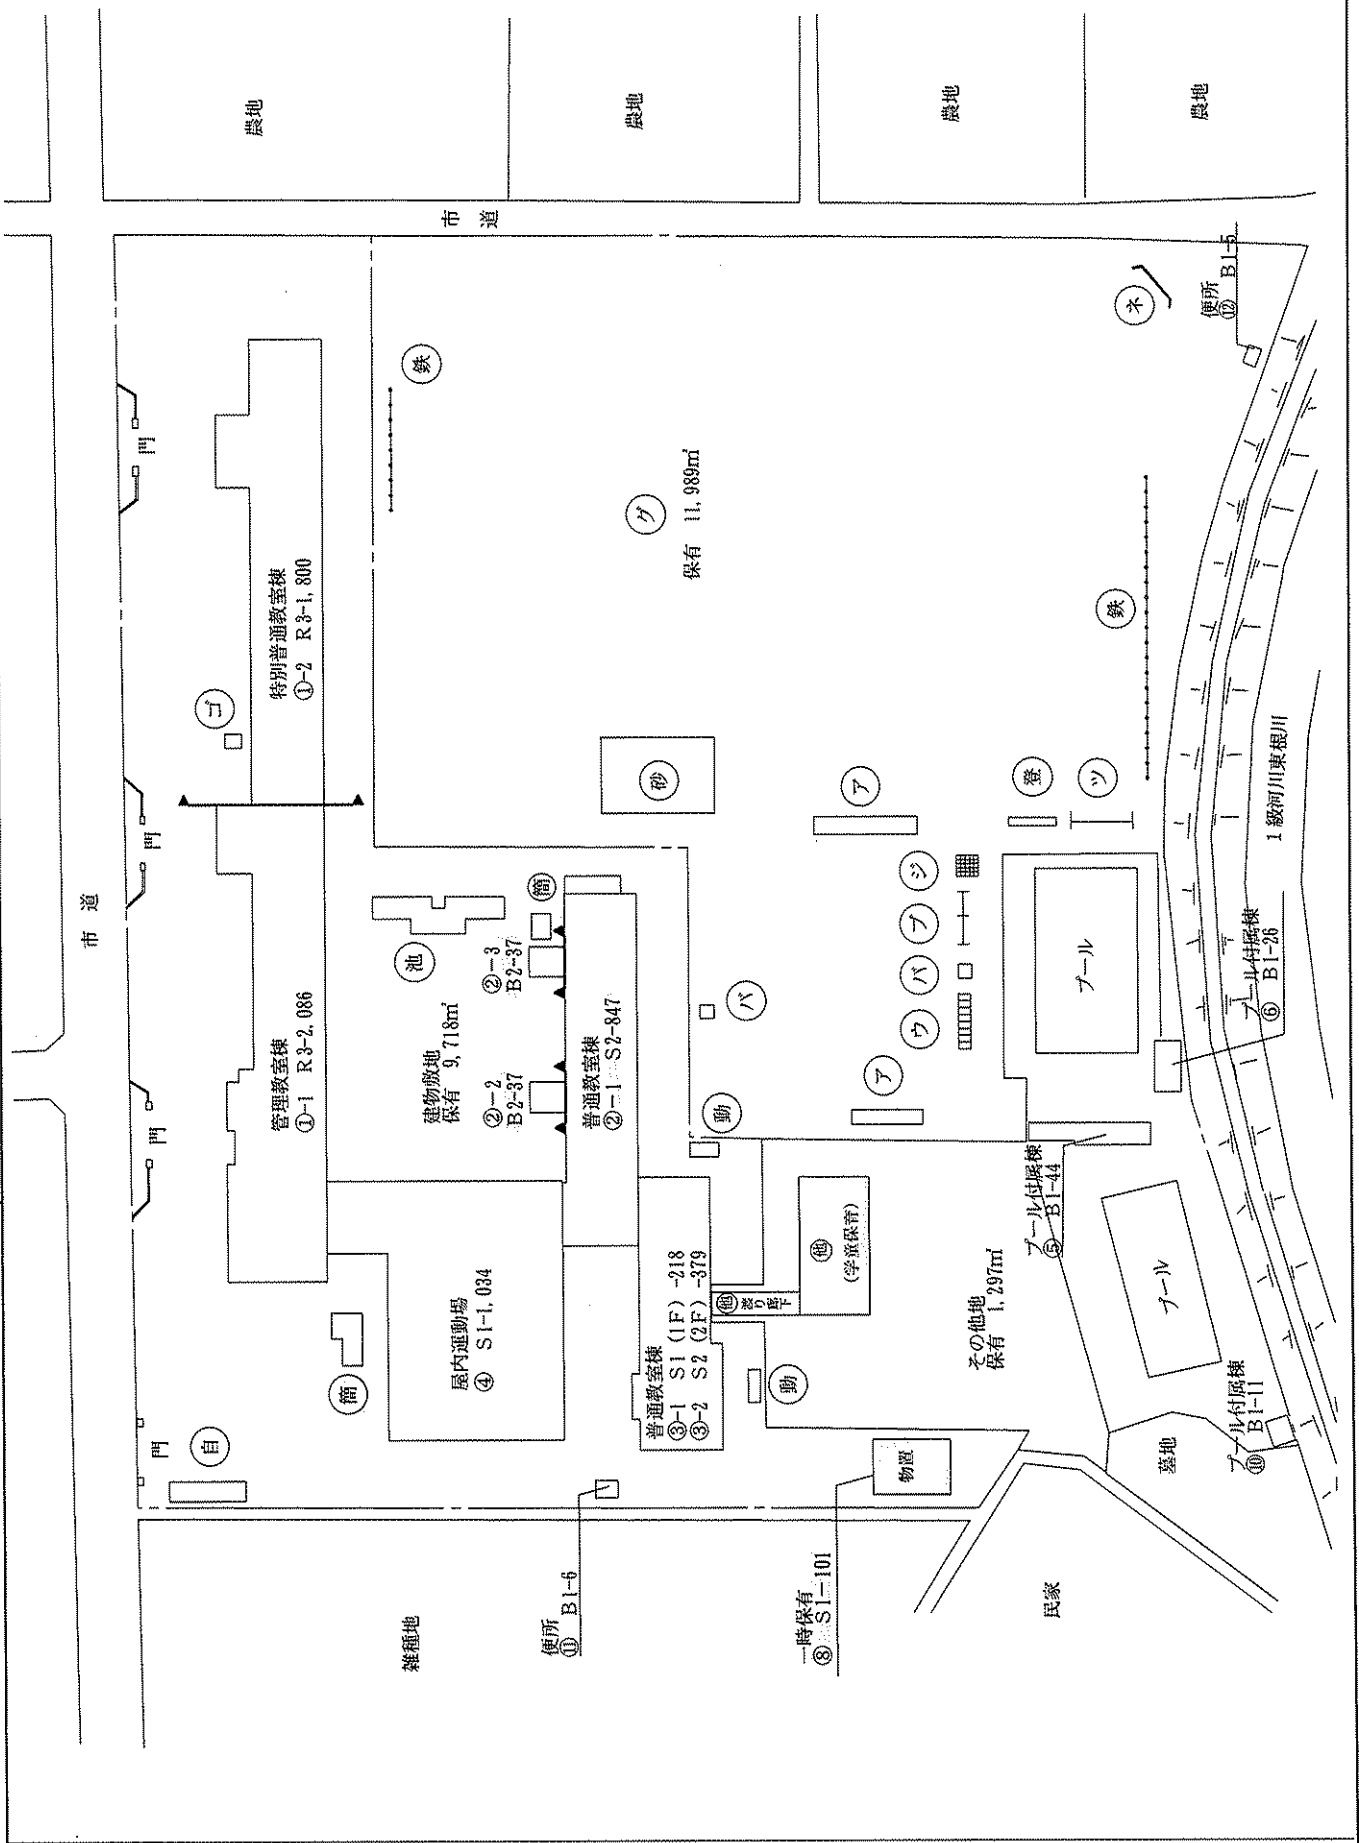 市道
門
門
門
門
自
簡
ゴ
管理教室棟
①-1 R3-2,086
特別普通教室棟
①-2 R3-1,800
屋内運動場
④ S1-1,034
建物敷地
保有 9,718㎡
池
簡
②-2
B2-37
②-3
B2-37
普通教室棟
②-1 S2-847
普通教室棟
③-1 S1 (1F) -218
③-2 S2 (2F) -379
動
動
他
渡り廊下
他
(学童保育)
バ
砂
鉄
グ
保有 11,989㎡
市道
農地
農地
農地
農地
雑種地
便所
⑪ B1-6
一時保有
⑧ S1-101
物置
その他地
保有 1,297㎡
ア
ウ
バ
ブ
ジ
ア
登
ツ
鉄
ネ
便所
⑫ B1-5
プール
プール
プール付属棟
⑤ B1-44
プール付属棟
⑥ B1-26
プール付属棟
⑩ B1-11
墓地
民家
1級河川東根川